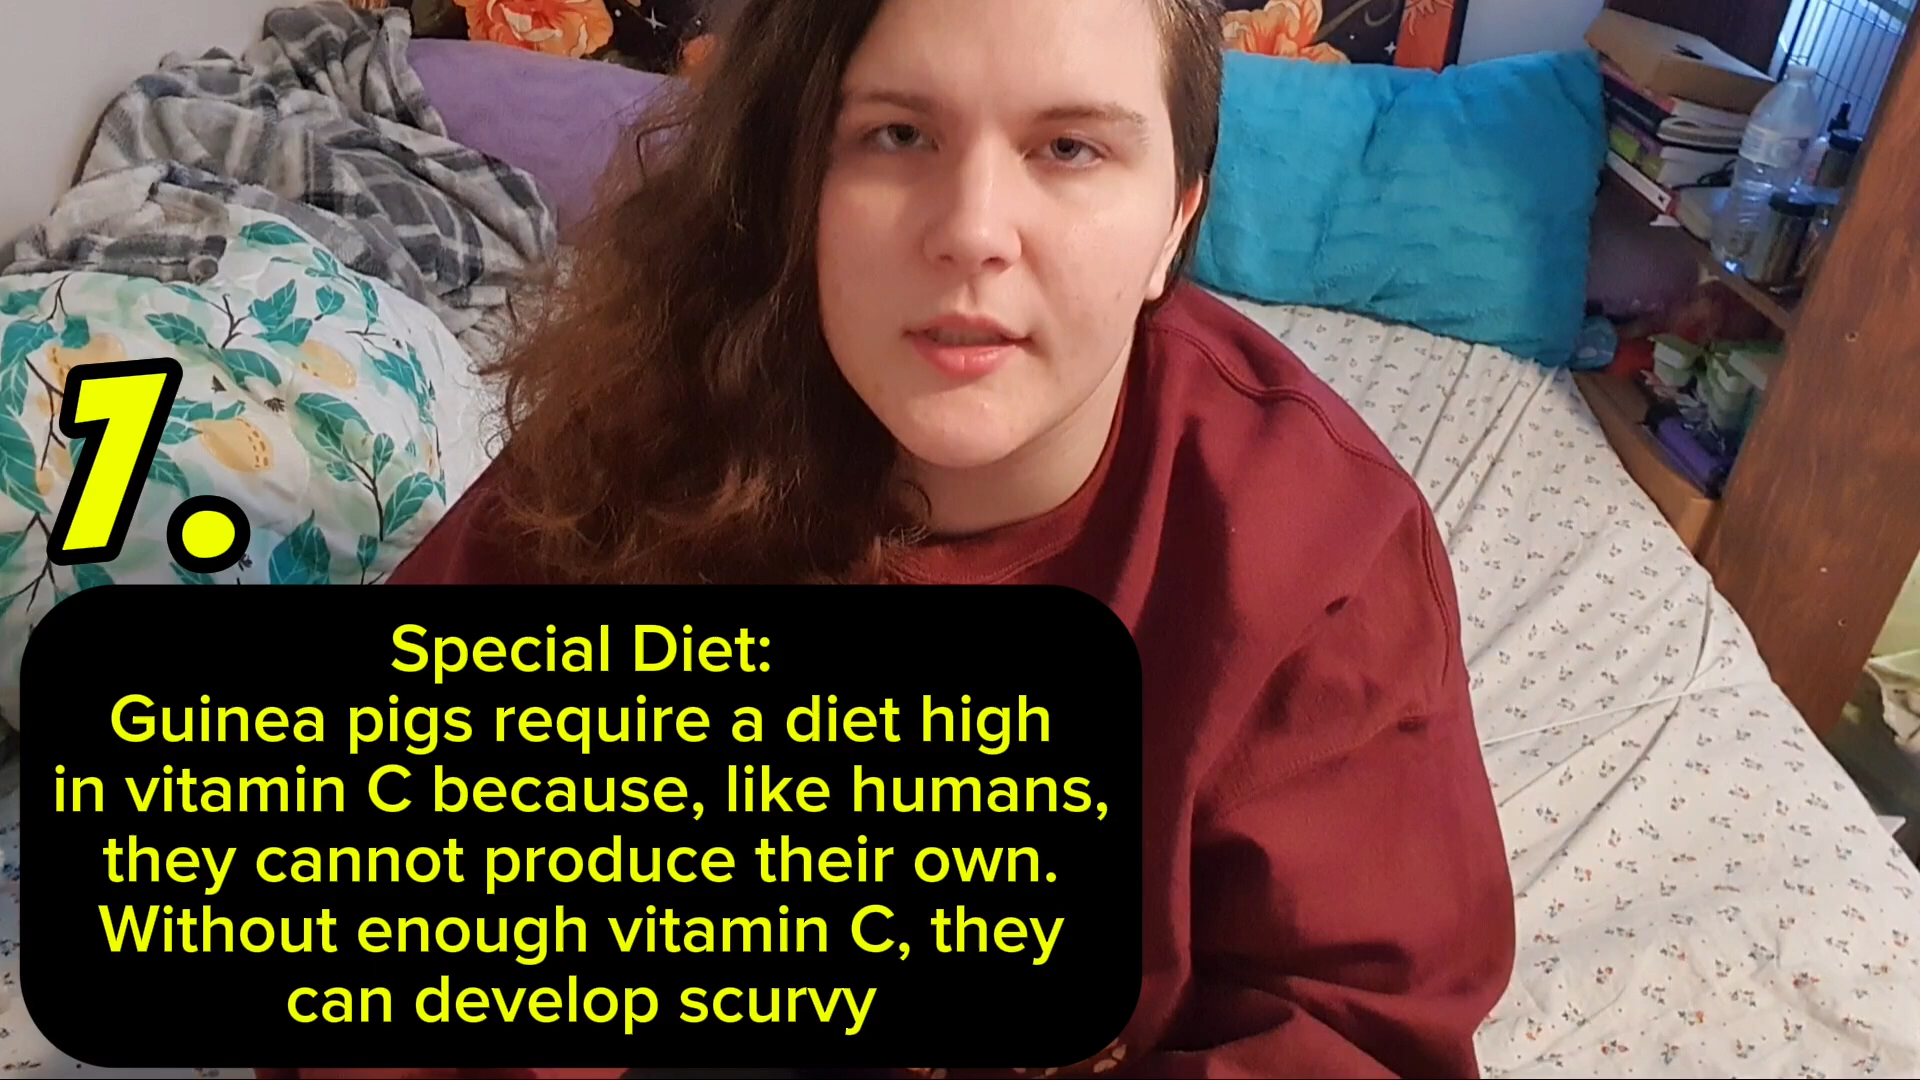 1.
Special Diet:
Guinea pigs require a diet high
in vitamin C because, like humans,
they cannot produce their own.
Without enough vitamin C, they
can develop scurvy